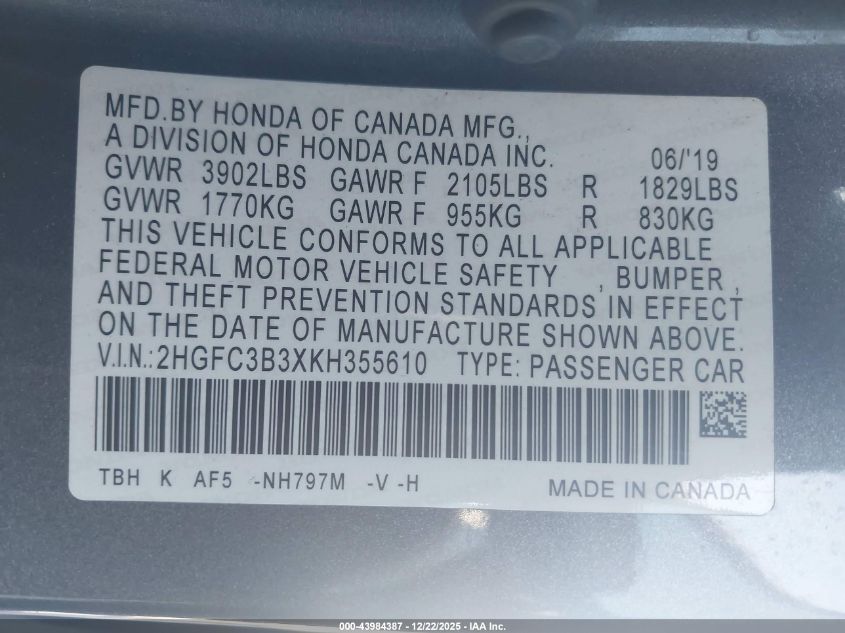 MFD.BY HONDA OF CANADA MFG.,
A DIVISION OF HONDA CANADA INC. 06/'19
GVWR 3902LBS GAWR F 2105LBS R 1829LBS
GVWR 1770KG GAWR F 955KG R 830KG
THIS VEHICLE CONFORMS TO ALL APPLICABLE
FEDERAL MOTOR VEHICLE SAFETY , BUMPER ,
AND THEFT PREVENTION STANDARDS IN EFFECT
ON THE DATE OF MANUFACTURE SHOWN ABOVE.
V.I.N.:2HGFC3B3XKH355610 TYPE: PASSENGER CAR
TBH K AF5 -NH797M -V -H MADE IN CANADA
000-43984387 - 12/22/2025 - IAA Inc.